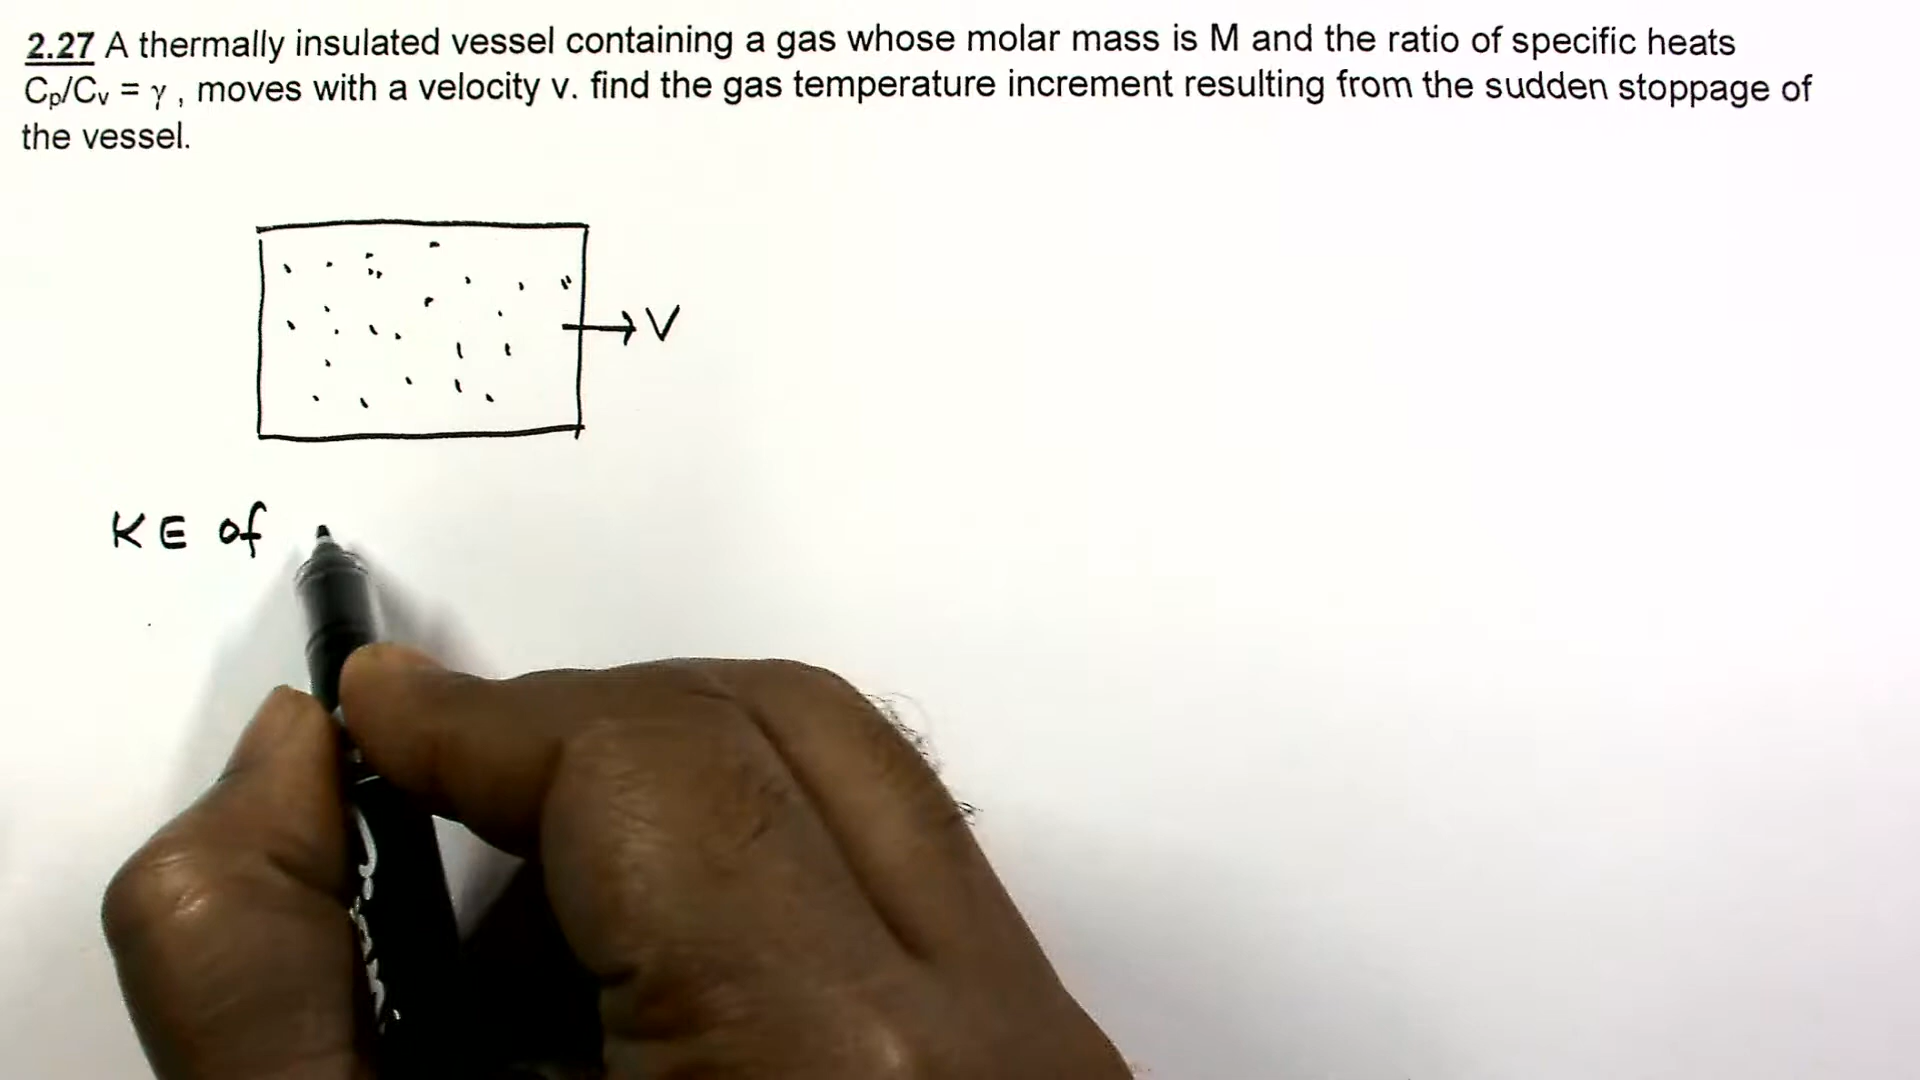 2.27 A thermally insulated vessel containing a gas whose molar mass is M and the ratio of specific heats
Cp/Cv = γ , moves with a velocity v. find the gas temperature increment resulting from the sudden stoppage of
the vessel.
V
KE of